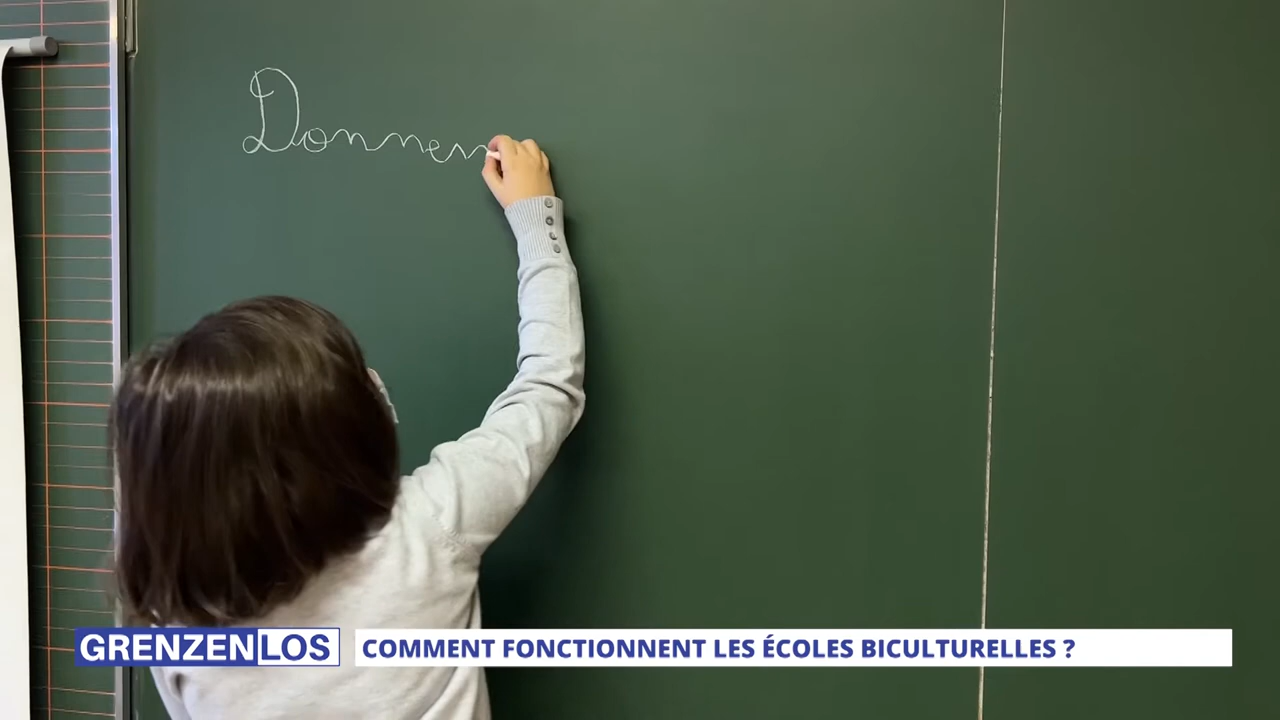 Donner
GRENZENLOS
COMMENT FONCTIONNENT LES ÉCOLES BICULTURELLES ?